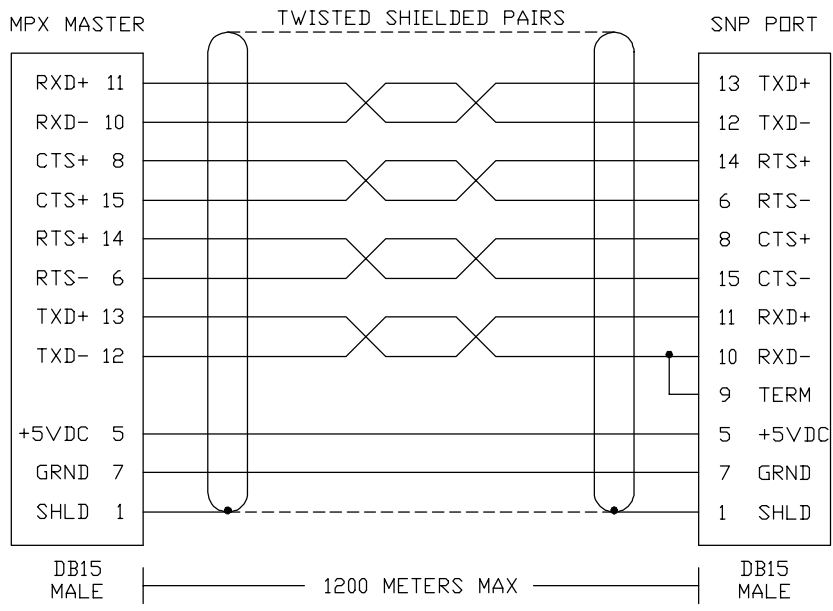 TWISTED SHIELDED PAIRS
MPX MASTER SNP PORT
RXD+ 11 13 TXD+
RXD- 10 12 TXD-
CTS+ 8 14 RTS+
CTS+ 15 6 RTS-
RTS+ 14 8 CTS+
RTS- 6 15 CTS-
TXD+ 13 11 RXD+
TXD- 12 10 RXD-
9 TERM
+5VDC 5 5 +5VDC
GRND 7 7 GRND
SHLD 1 1 SHLD
DB15 DB15
MALE 1200 METERS MAX MALE